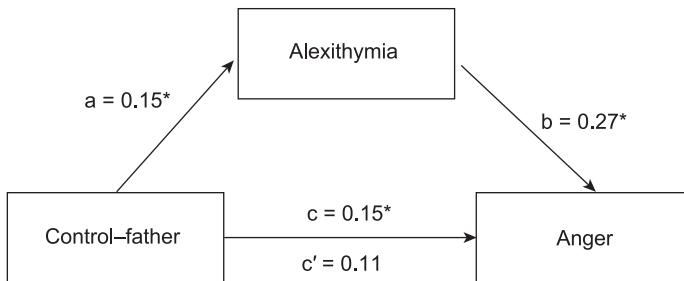 Alexithymia
a = 0.15*
b = 0.27*
Control–father
c = 0.15*
c′ = 0.11
Anger